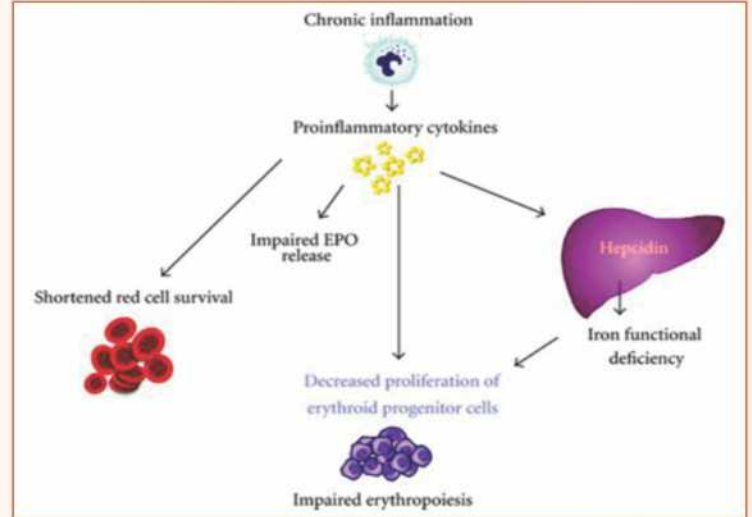 Chronic inflammation
Proinflammatory cytokines
Impaired EPO
release
Hepcidin
Shortened red cell survival
Iron functional
deficiency
Decreased proliferation of
erythroid progenitor cells
Impaired erythropoiesis